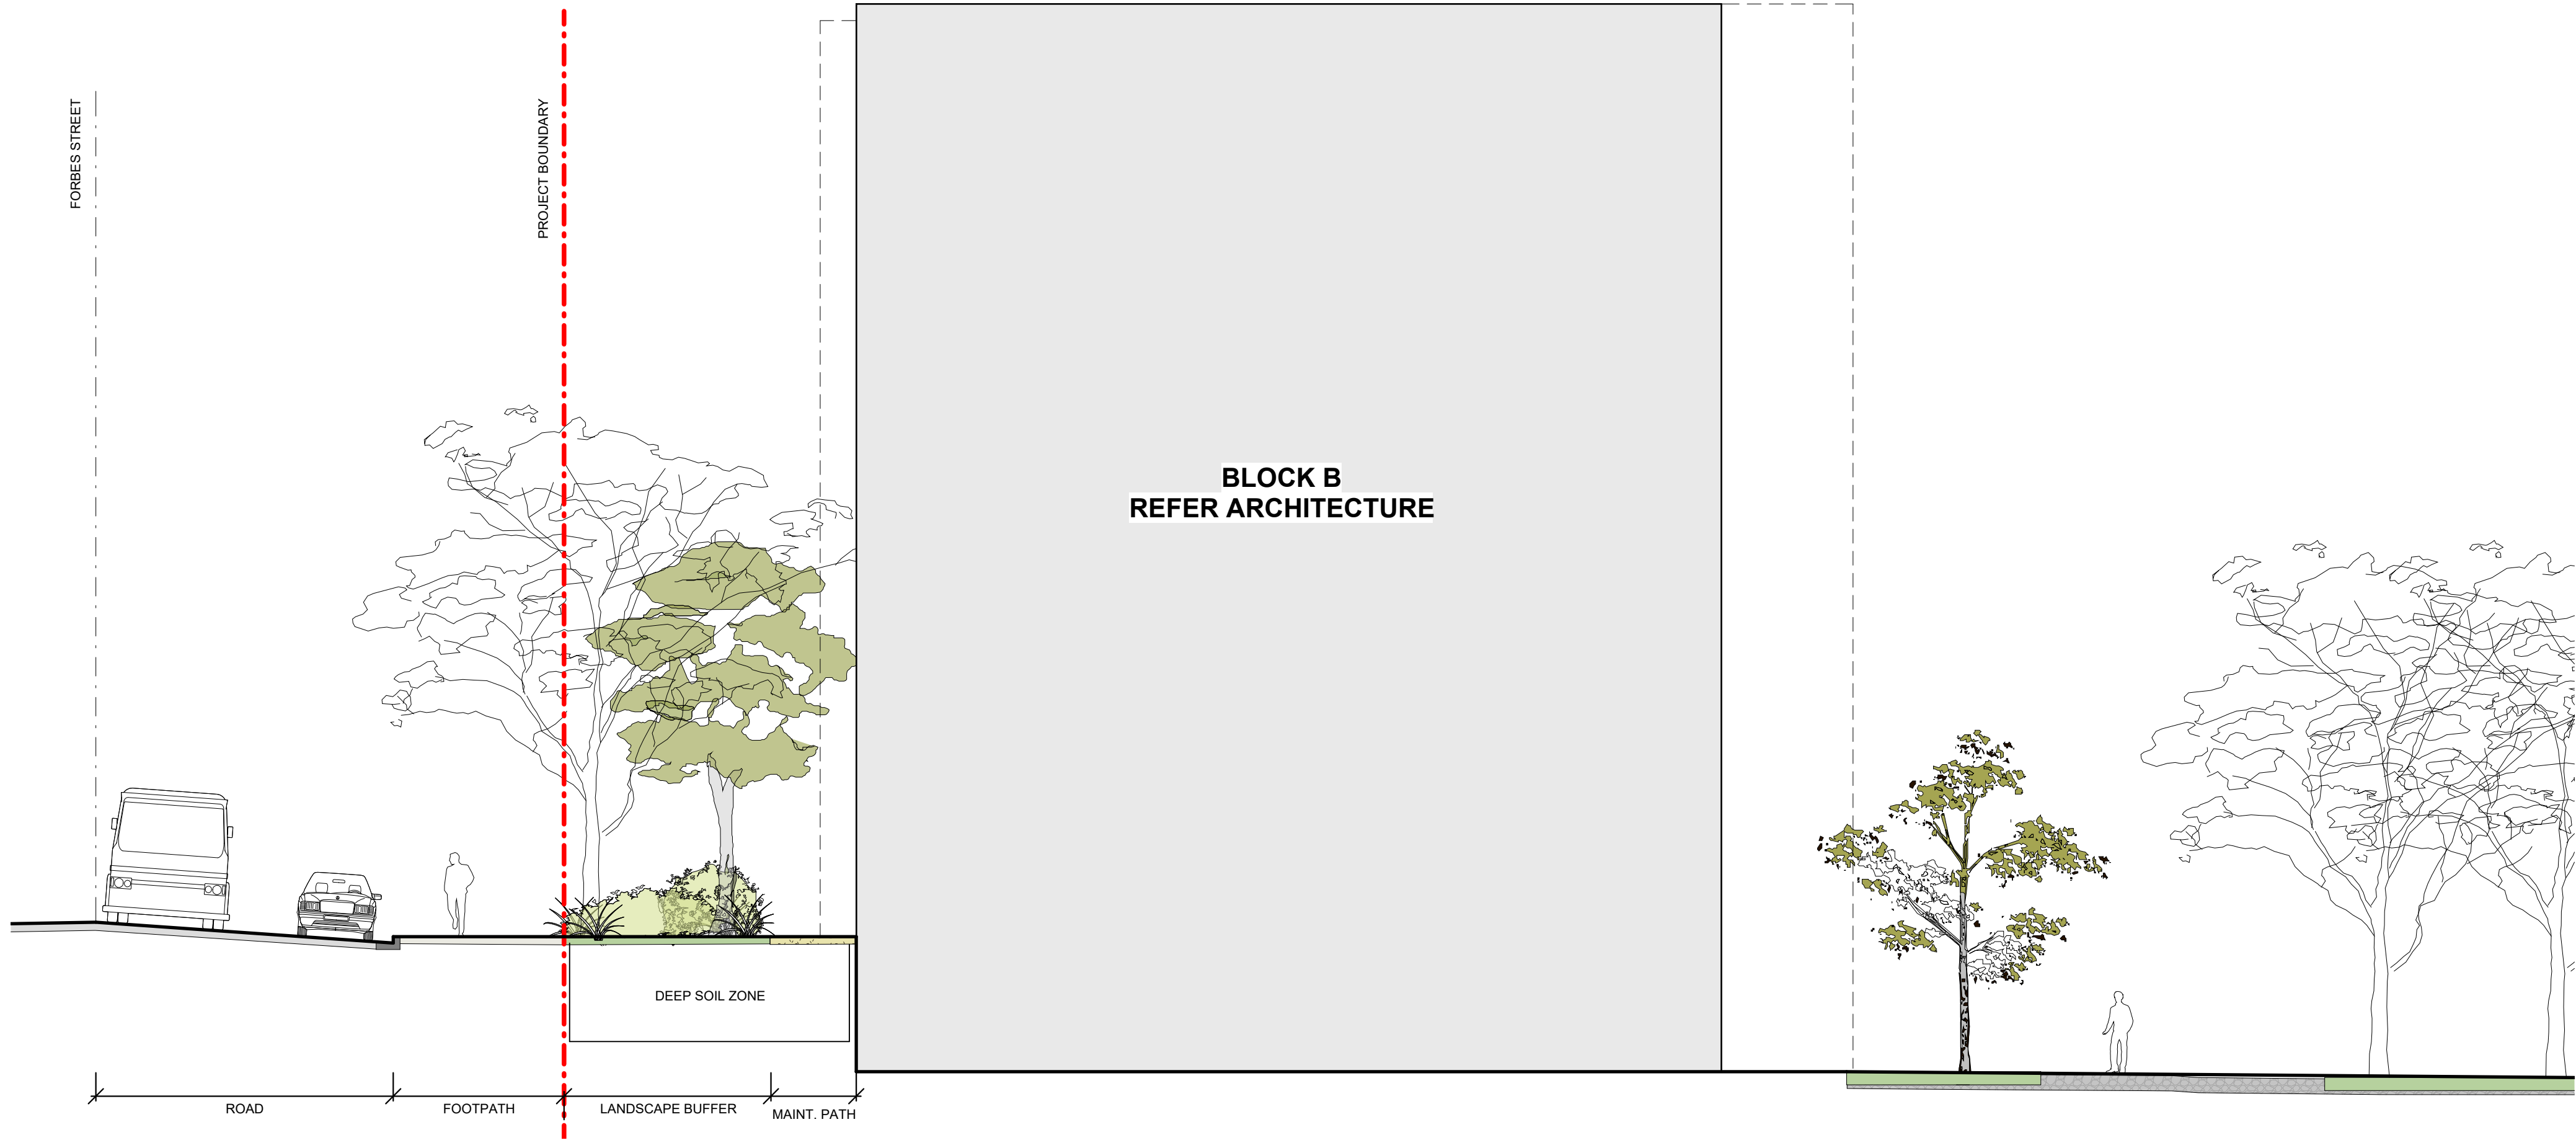 FORBES STREET
PROJECT BOUNDARY
BLOCK B
REFER ARCHITECTURE
DEEP SOIL ZONE
ROAD
FOOTPATH
LANDSCAPE BUFFER
MAINT. PATH